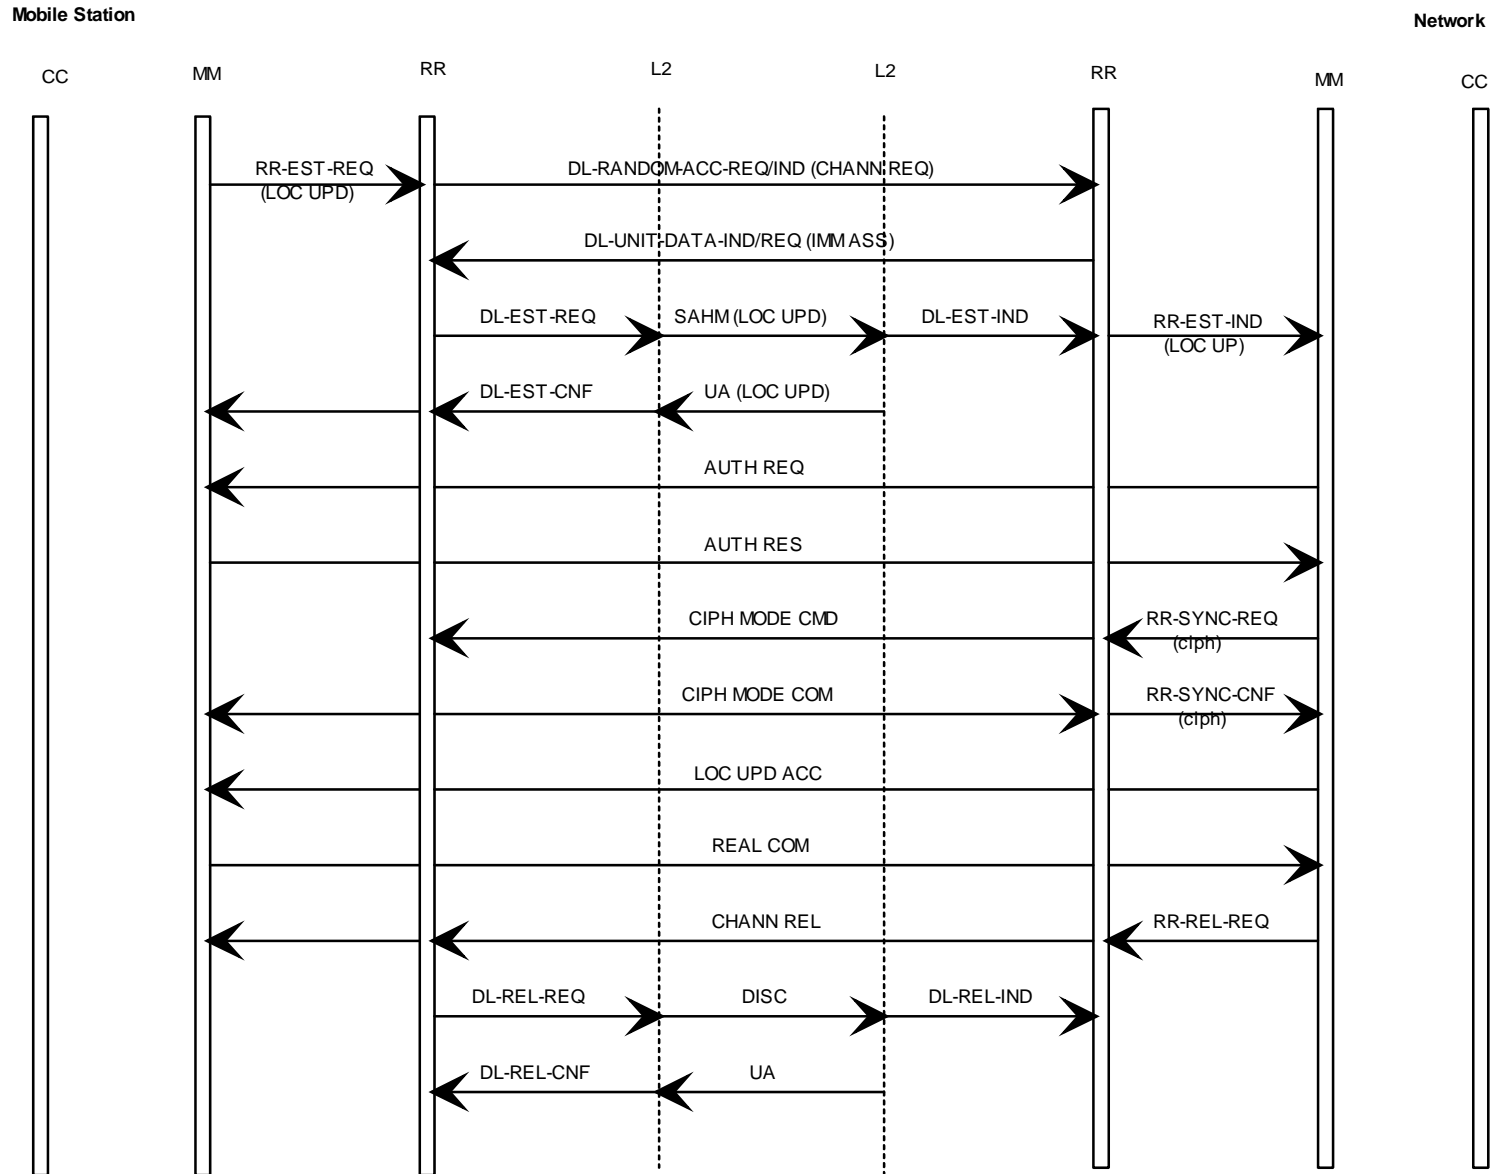 Mobile Station
Network
CC
MM
RR
L2
L2
RR
MM
CC
RR-EST-REQ
(LOC UPD)
DL-RANDOM-ACC-REQ/IND (CHANN REQ)
DL-UNIT-DATA-IND/REQ (IMM ASS)
DL-EST-REQ
SAHM (LOC UPD)
DL-EST-IND
RR-EST-IND
(LOC UP)
DL-EST-CNF
UA (LOC UPD)
AUTH REQ
AUTH RES
CIPH MODE CMD
RR-SYNC-REQ
(ciph)
CIPH MODE COM
RR-SYNC-CNF
(ciph)
LOC UPD ACC
REAL COM
CHANN REL
RR-REL-REQ
DL-REL-REQ
DISC
DL-REL-IND
DL-REL-CNF
UA